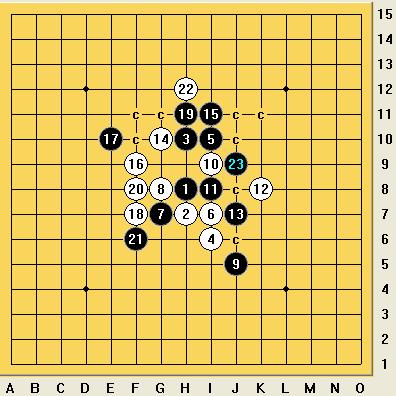 15
14
13
22 12
c c 19 15 c c 11
17 c 14 3 5 c 10
16 10 23 9
20 8 1 11 c 12 8
18 7 2 6 13 7
21 4 c 6
9 5
4
3
2
1
A B C D E F G H I J K L M N O